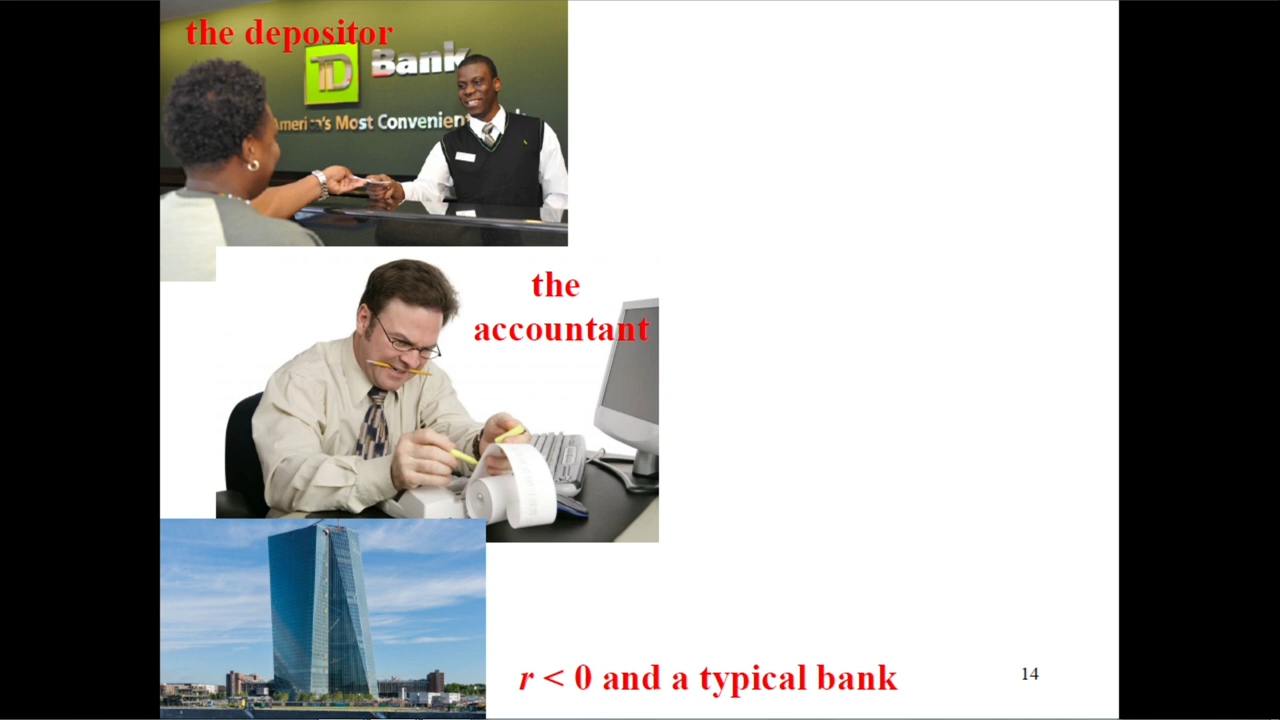 the depositor
TD Bank
America's Most Convenient
the
accountant
r < 0 and a typical bank
14